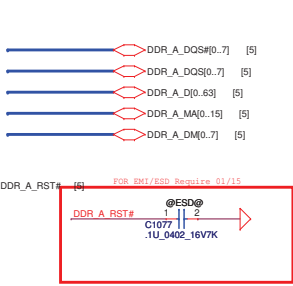 DDR_A_DQS#[0..7] [5]
DDR_A_DQS[0..7] [5]
DDR_A_D[0..63] [5]
DDR_A_MA[0..15] [5]
DDR_A_DM[0..7] [5]
FOR EMI/ESD Require 01/15
DDR_A_RST# [5]
@ESD@
DDR_A_RST# 1 2
C1077
.1U_0402_16V7K